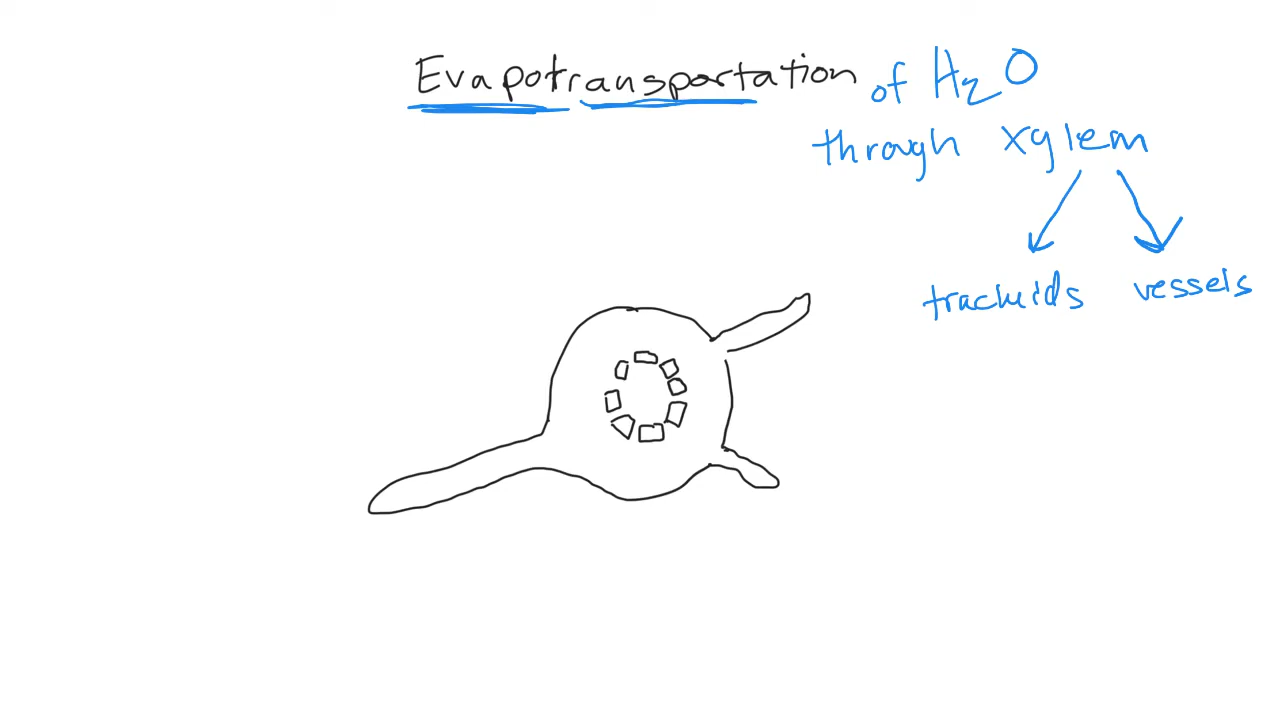 Evapotransportation of H₂O
through xylem
tracheids vessels